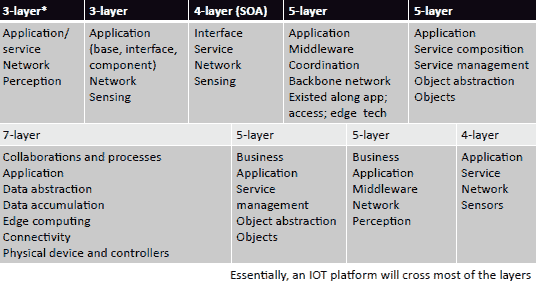 3-layer*
Application/
service
Network
Perception
3-layer
Application
{base, interface,
component}
Network
Sensing
4-layer (SOA)
Interface
Service
Network
Sensing
5-layer
Application
Middleware
Coordination
Backbone network
Existed along app;
access; edge tech
5-layer
Application
Service composition
Service management
Object abstraction
Objects
7-layer
Collaborations and processes
Application
Data abstraction
Data accumulation
Edge computing
Connectivity
Physical device and controllers
5-layer
Business
Application
Service
management
Object abstraction
Objects
5-layer
Business
Application
Middleware
Network
Perception
4-layer
Application
Service
Network
Sensors
Essentially, an IOT platform will cross most of the layers